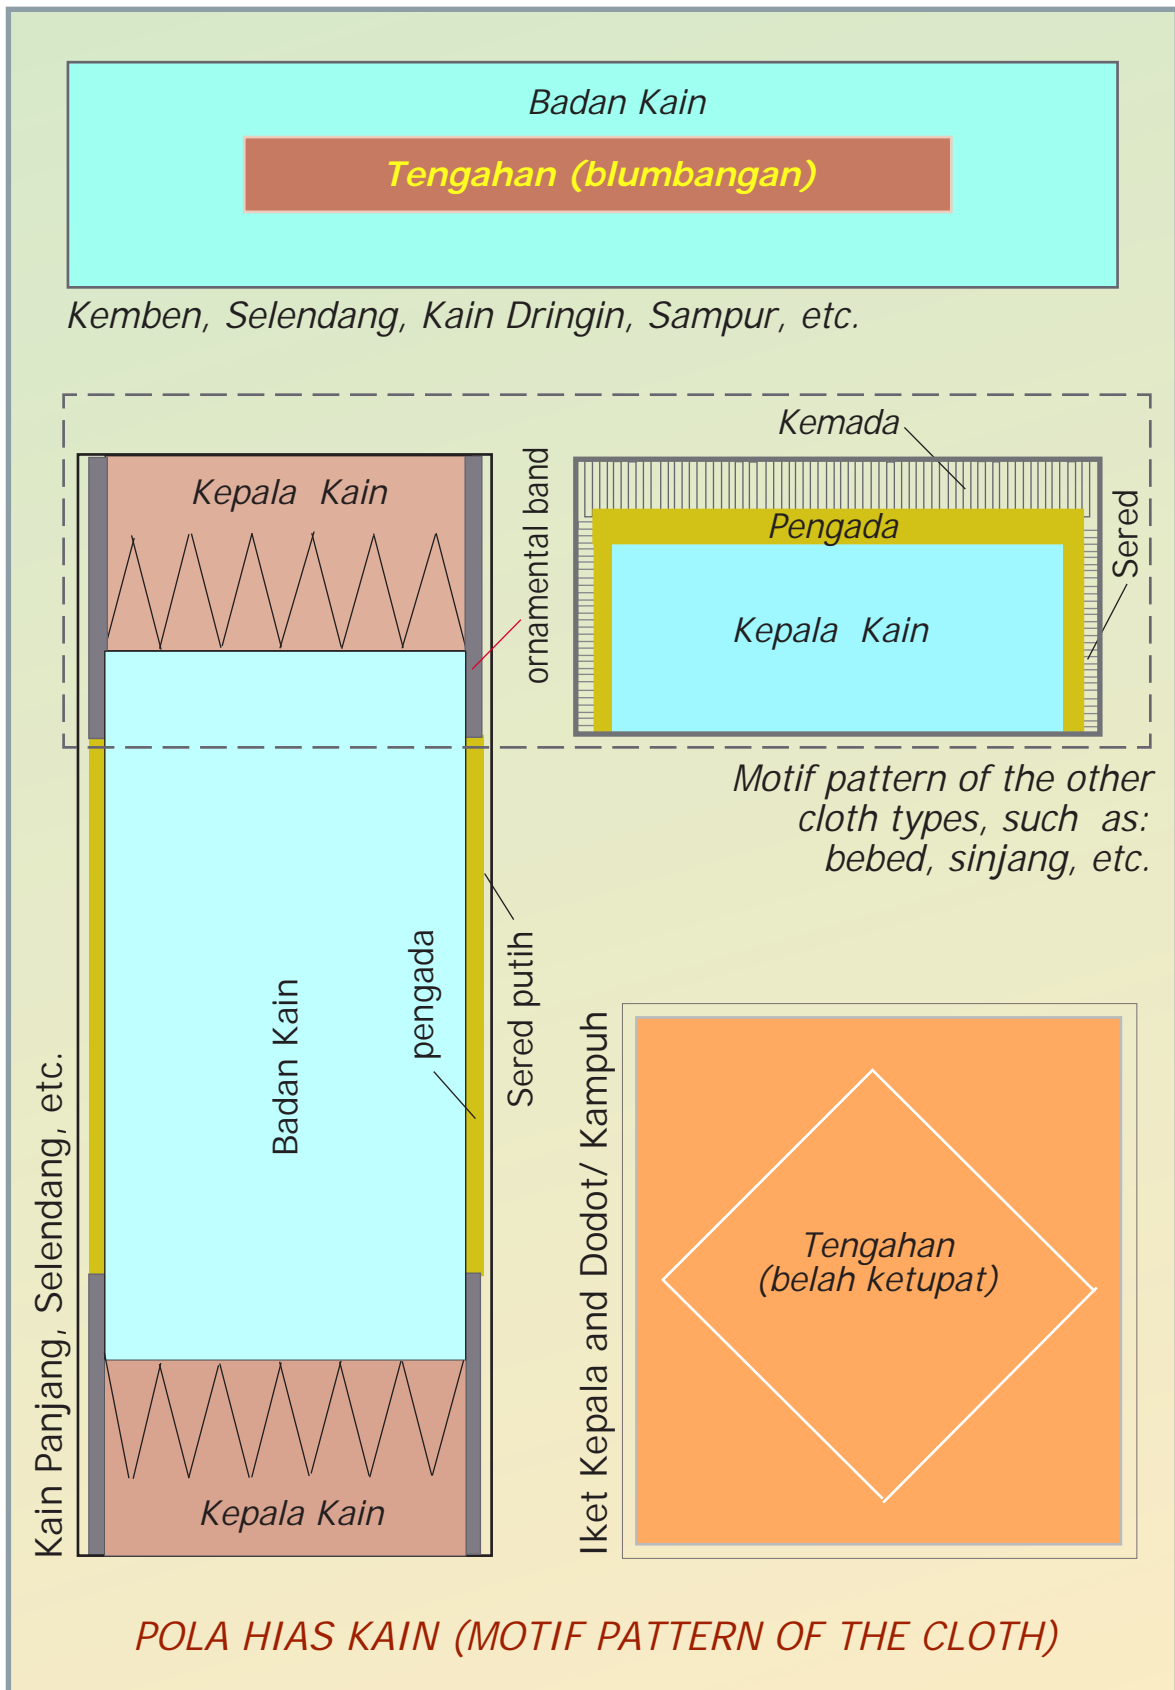 Badan Kain
Tengahan (blumbangan)
Kemben, Selendang, Kain Dringin, Sampur, etc.
Kepala Kain
ornamental band
Kemada
Pengada
Sered
Kepala Kain
Motif pattern of the other
cloth types, such as:
bebed, sinjang, etc.
Kain Panjang, Selendang, etc.
Badan Kain
pengada
Sered putih
Kepala Kain
Iket Kepala and Dodot/ Kampuh
Tengahan
(belah ketupat)
POLA HIAS KAIN (MOTIF PATTERN OF THE CLOTH)